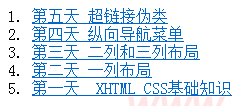 1. 第五天 超链接伪类
2. 第四天 纵向导航菜单
3. 第三天 二列和三列布局
4. 第二天 一列布局
5. 第一天 XHTML CSS基础知识